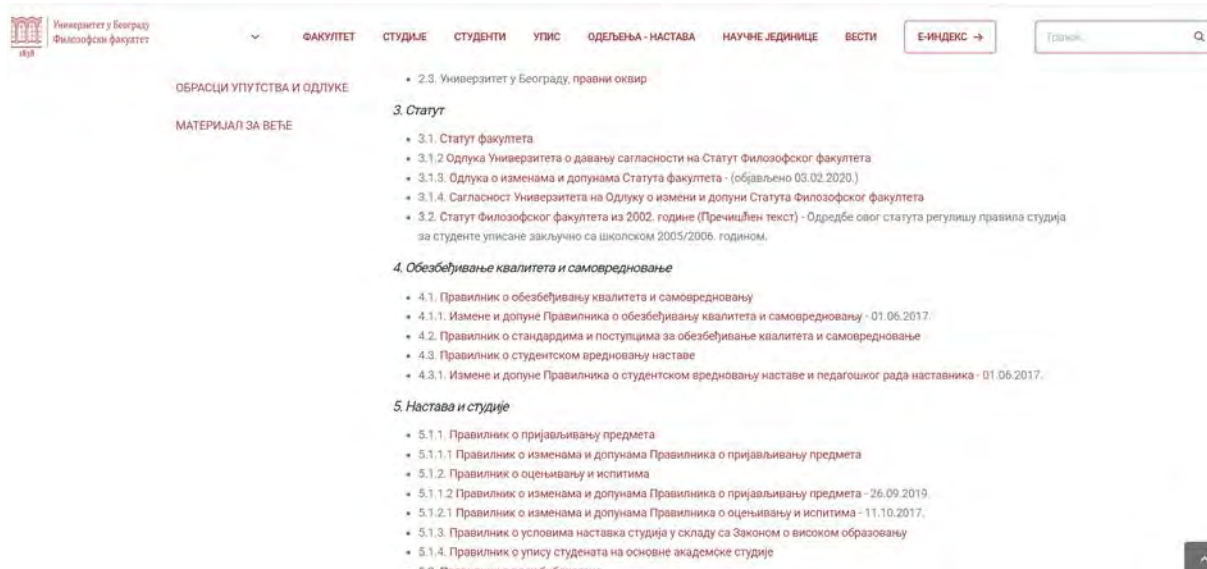 Универзитет у Београду
Филозофски факултет
1838
ФАКУЛТЕТ СТУДИЈЕ СТУДЕНТИ УПИС ОДЕЉЕЊА - НАСТАВА НАУЧНЕ ЈЕДИНИЦЕ ВЕСТИ Е-ИНДЕКС →
ОБРАСЦИ УПУТСТВА И ОДЛУКЕ
МАТЕРИЈАЛ ЗА ВЕЋЕ
• 2.3. Универзитет у Београду, правни оквир
3. Статут
• 3.1. Статут факултета
• 3.1.2 Одлука Универзитета о давању сагласности на Статут Филозофског факултета
• 3.1.3. Одлука о изменама и допунама Статута факултета - (објављено 03.02.2020.)
• 3.1.4. Сагласност Универзитета на Одлуку о измени и допуни Статута Филозофског факултета
• 3.2. Статут Филозофског факултета из 2002. године (Пречишћен текст) - Одредбе овог статута регулишу правила студија
за студенте уписане закључно са школском 2005/2006. годином.
4. Обезбеђивање квалитета и самовредновање
• 4.1. Правилник о обезбеђивању квалитета и самовредновању
• 4.1.1. Измене и допуне Правилника о обезбеђивању квалитета и самовредновању - 01.06.2017.
• 4.2. Правилник о стандардима и поступцима за обезбеђивање квалитета и самовредновање
• 4.3. Правилник о студентском вредновању наставе
• 4.3.1. Измене и допуне Правилника о студентском вредновању наставе и педагошког рада наставника - 01.06.2017.
5. Настава и студије
• 5.1.1. Правилник о пријављивању предмета
• 5.1.1.1 Правилник о изменама и допунама Правилника о пријављивању предмета
• 5.1.2. Правилник о оцењивању и испитима
• 5.1.1.2 Правилник о изменама и допунама Правилника о пријављивању предмета - 26.09.2019.
• 5.1.2.1 Правилник о изменама и допунама Правилника о оцењивању и испитима - 11.10.2017.
• 5.1.3. Правилник о условима наставка студија у складу са Законом о високом образовању
• 5.1.4. Правилник о упису студената на основне академске студије